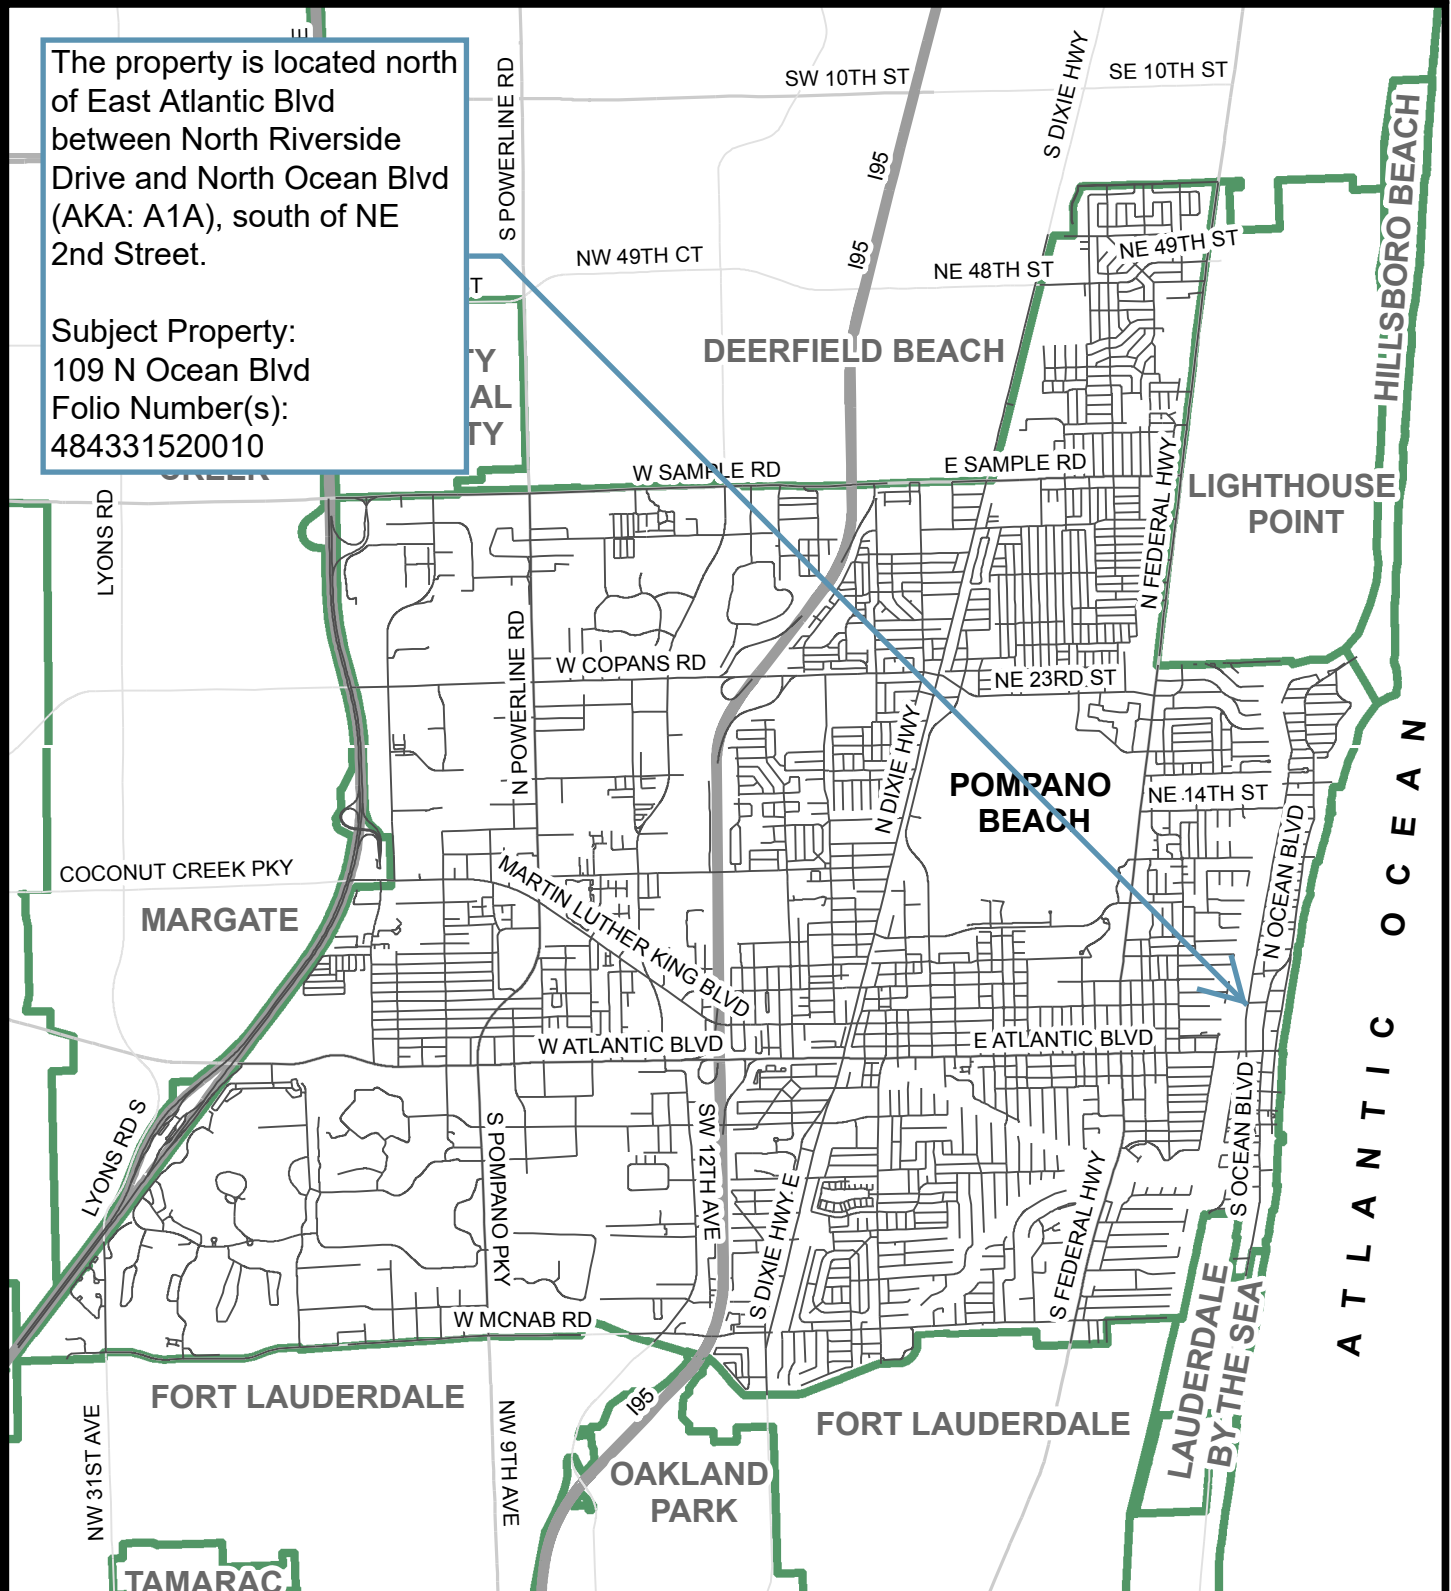 The property is located north
of East Atlantic Blvd
between North Riverside
Drive and North Ocean Blvd
(AKA: A1A), south of NE
2nd Street.
Subject Property:
109 N Ocean Blvd
Folio Number(s):
484331520010
S POWERLINE RD
SW 10TH ST
SE 10TH ST
S DIXIE HWY
I95
I95
HILLSBORO BEACH
NW 49TH CT
NE 48TH ST
NE 49TH ST
T
DEERFIELD BEACH
TY
AL
TY
CREEK
W SAMPLE RD
E SAMPLE RD
LIGHTHOUSE
POINT
LYONS RD
N FEDERAL HWY
N POWERLINE RD
W COPANS RD
NE 23RD ST
N DIXIE HWY
POMPANO
BEACH
NE 14TH ST
N OCEAN BLVD
ATLANTIC OCEAN
COCONUT CREEK PKY
MARGATE
MARTIN LUTHER KING BLVD
W ATLANTIC BLVD
E ATLANTIC BLVD
LYONS RD S
S POMPANO PKY
SW 12TH AVE
S DIXIE HWY E
S FEDERAL HWY
S OCEAN BLVD
W MCNAB RD
LAUDERDALE
BY THE SEA
FORT LAUDERDALE
FORT LAUDERDALE
I95
NW 31ST AVE
NW 9TH AVE
OAKLAND
PARK
TAMARAC